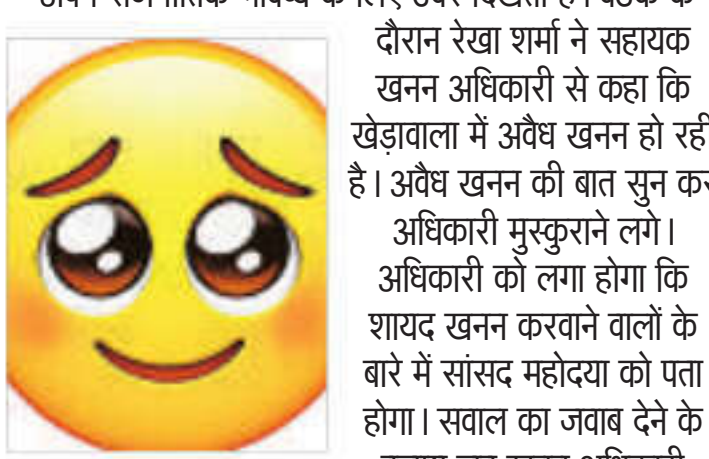 के लिए
दौरान रेखा शर्मा ने सहायक
खनन अधिकारी से कहा कि
खेड़ावाला में अवैध खनन हो रही
है। अवैध खनन की बात सुन कर
अधिकारी मुस्कुराने लगे।
अधिकारी को लगा होगा कि
शायद खनन करवाने वालों के
बारे में सांसद महोदया को पता
होगा। सवाल का जवाब देने के